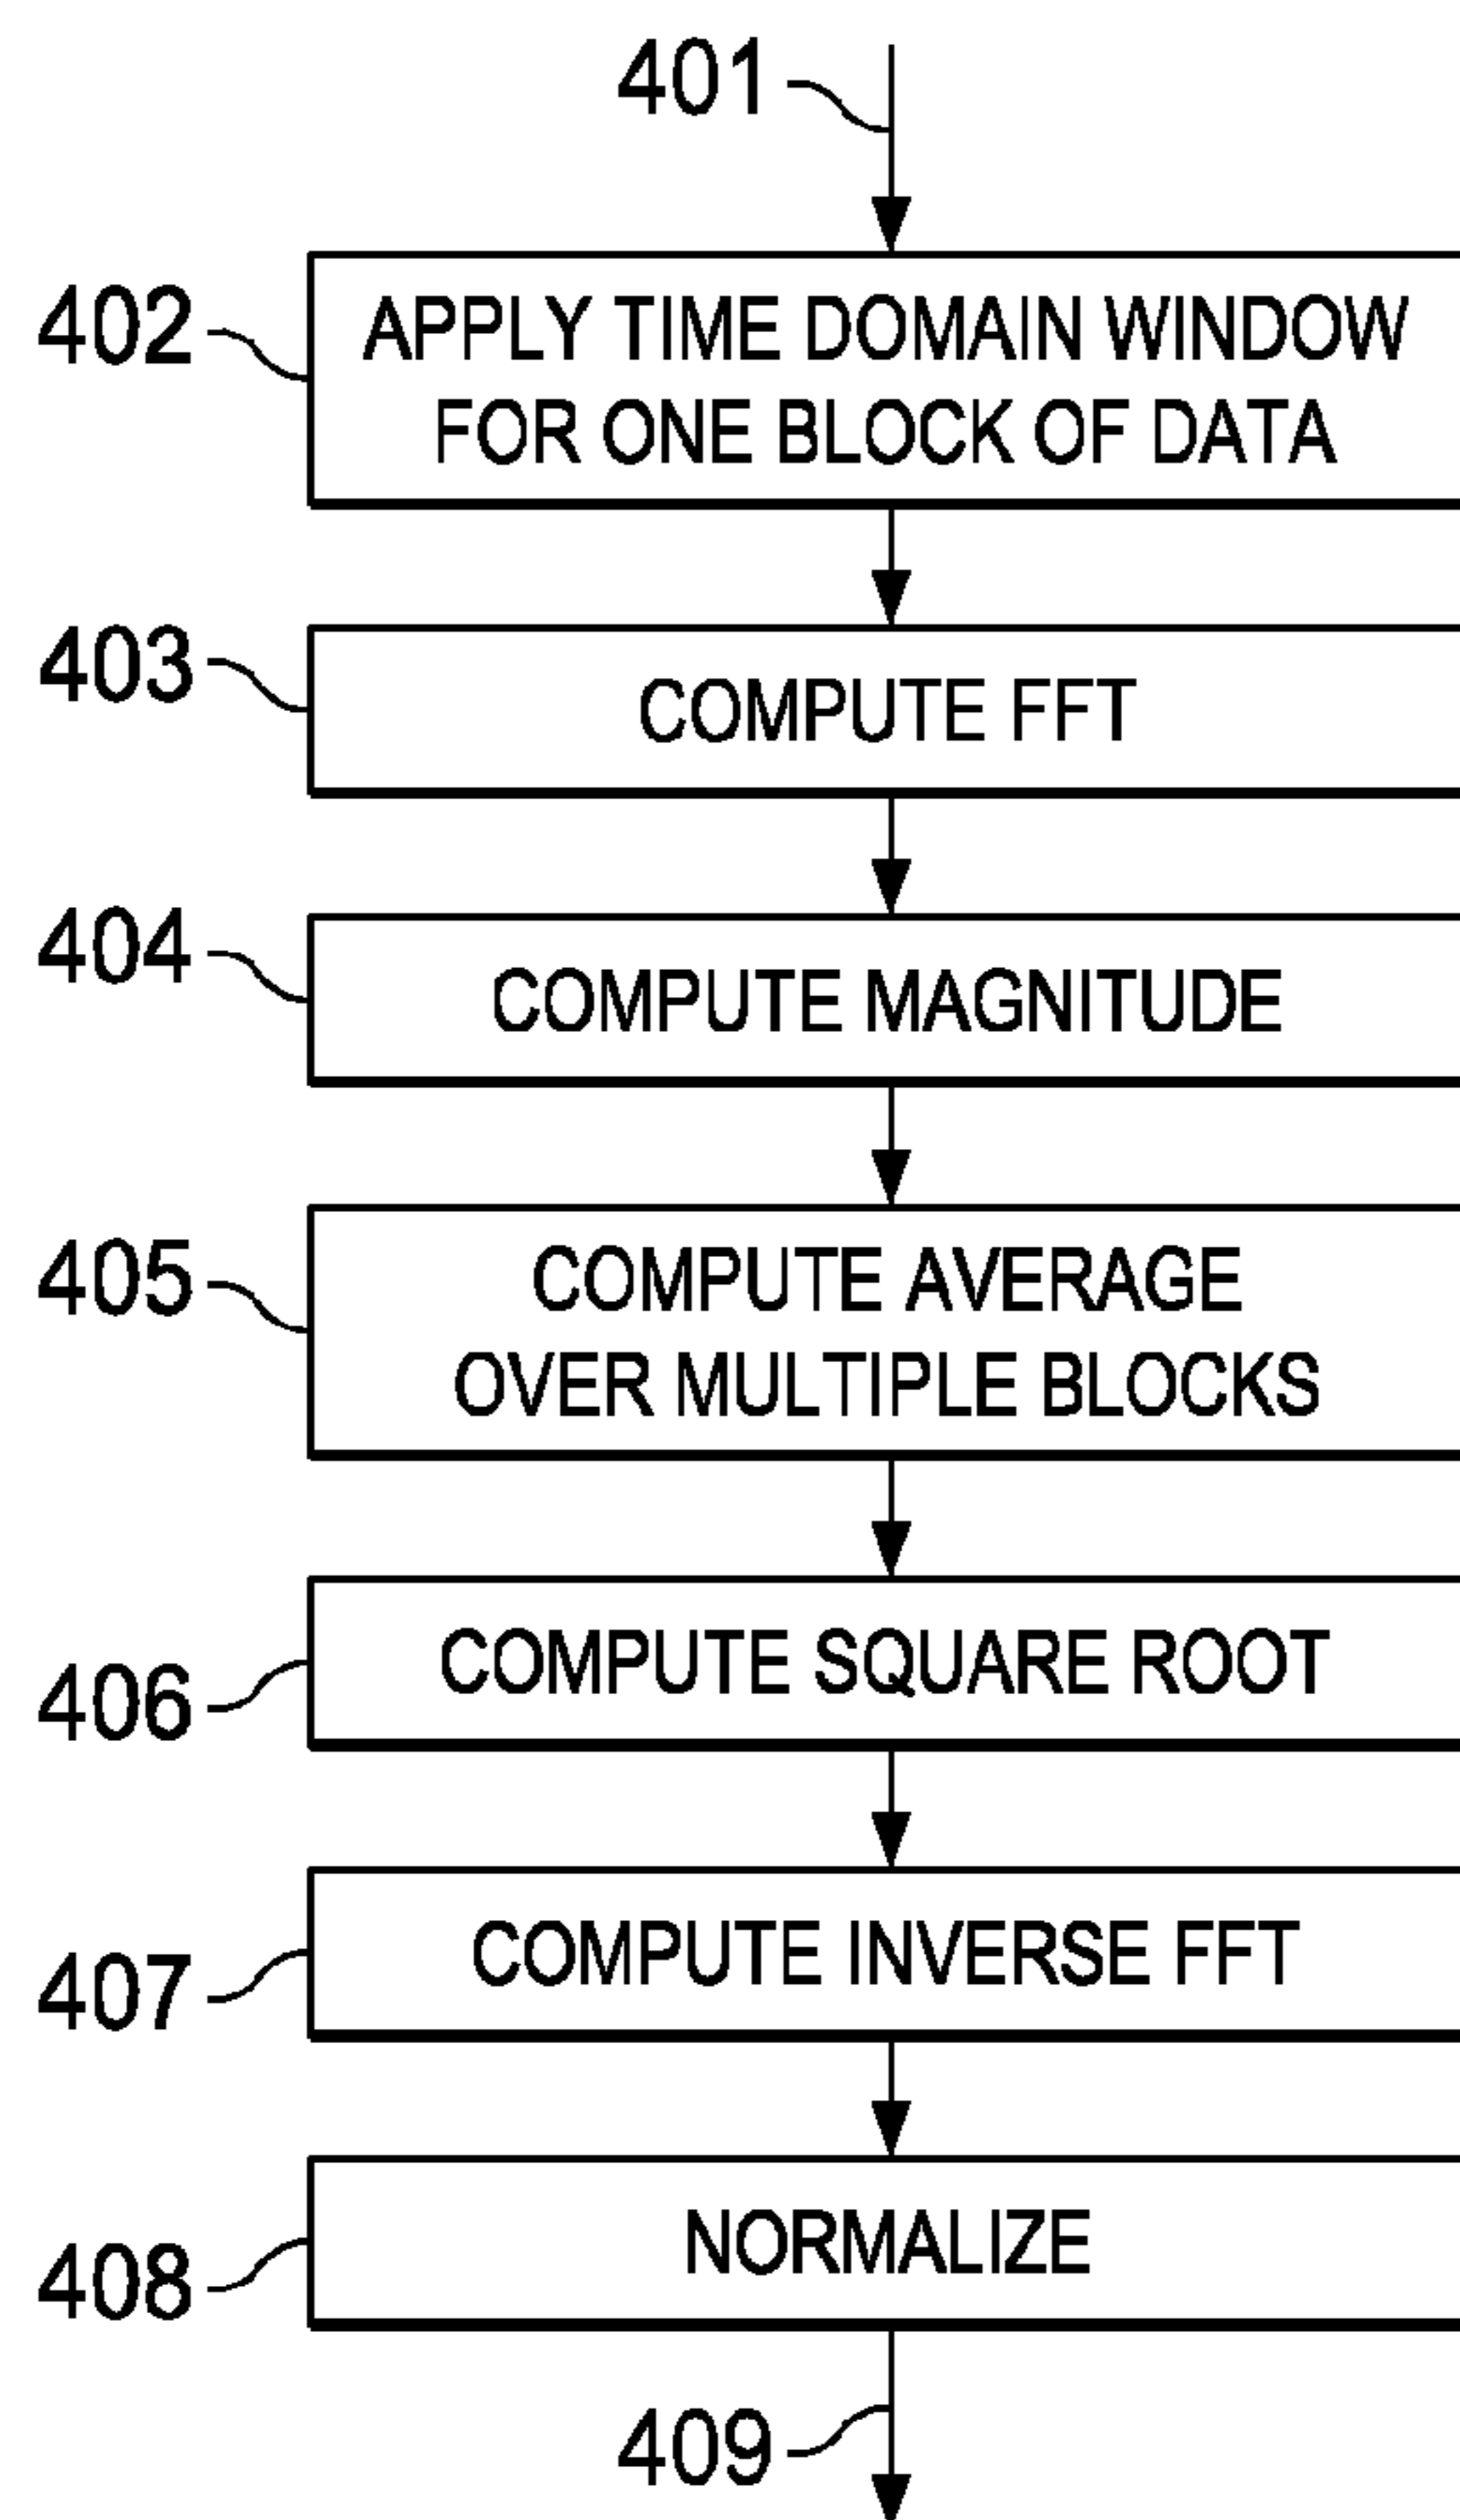 401
402
APPLY TIME DOMAIN WINDOW
FOR ONE BLOCK OF DATA
403
COMPUTE FFT
404
COMPUTE MAGNITUDE
405
COMPUTE AVERAGE
OVER MULTIPLE BLOCKS
406
COMPUTE SQUARE ROOT
407
COMPUTE INVERSE FFT
408
NORMALIZE
409